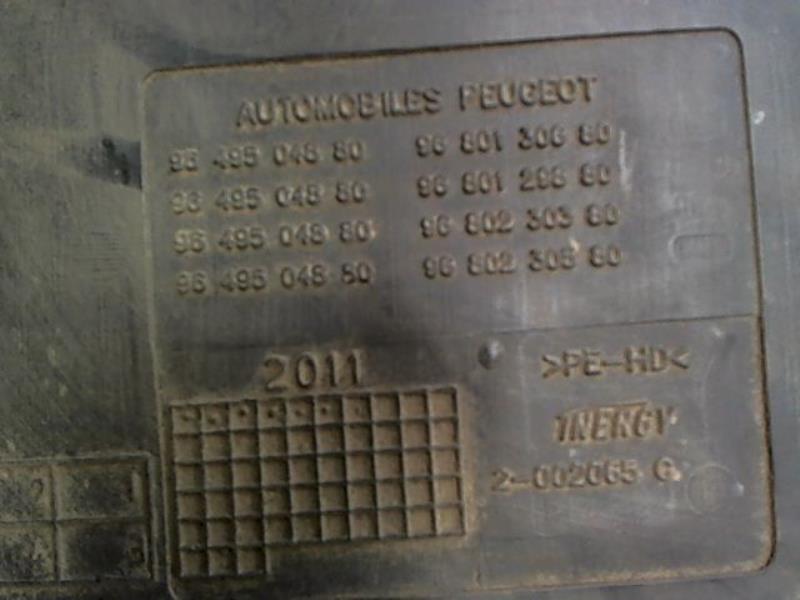 AUTOMOBILES PEUGEOT
96 495 048 80 96 801 306 80
96 495 048 80 96 801 298 80
96 495 048 80 96 802 303 80
96 495 048 80 96 802 305 80
2011 >PE-HD<
INERGY
2-002065 G
2 1